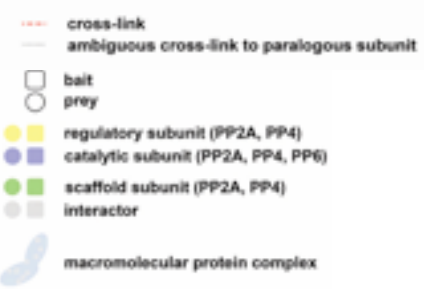 cross-link
ambiguous cross-link to paralogous subunit
bait
prey
regulatory subunit (PP2A, PP4)
catalytic subunit (PP2A, PP4, PP6)
scaffold subunit (PP2A, PP4)
interactor
macromolecular protein complex